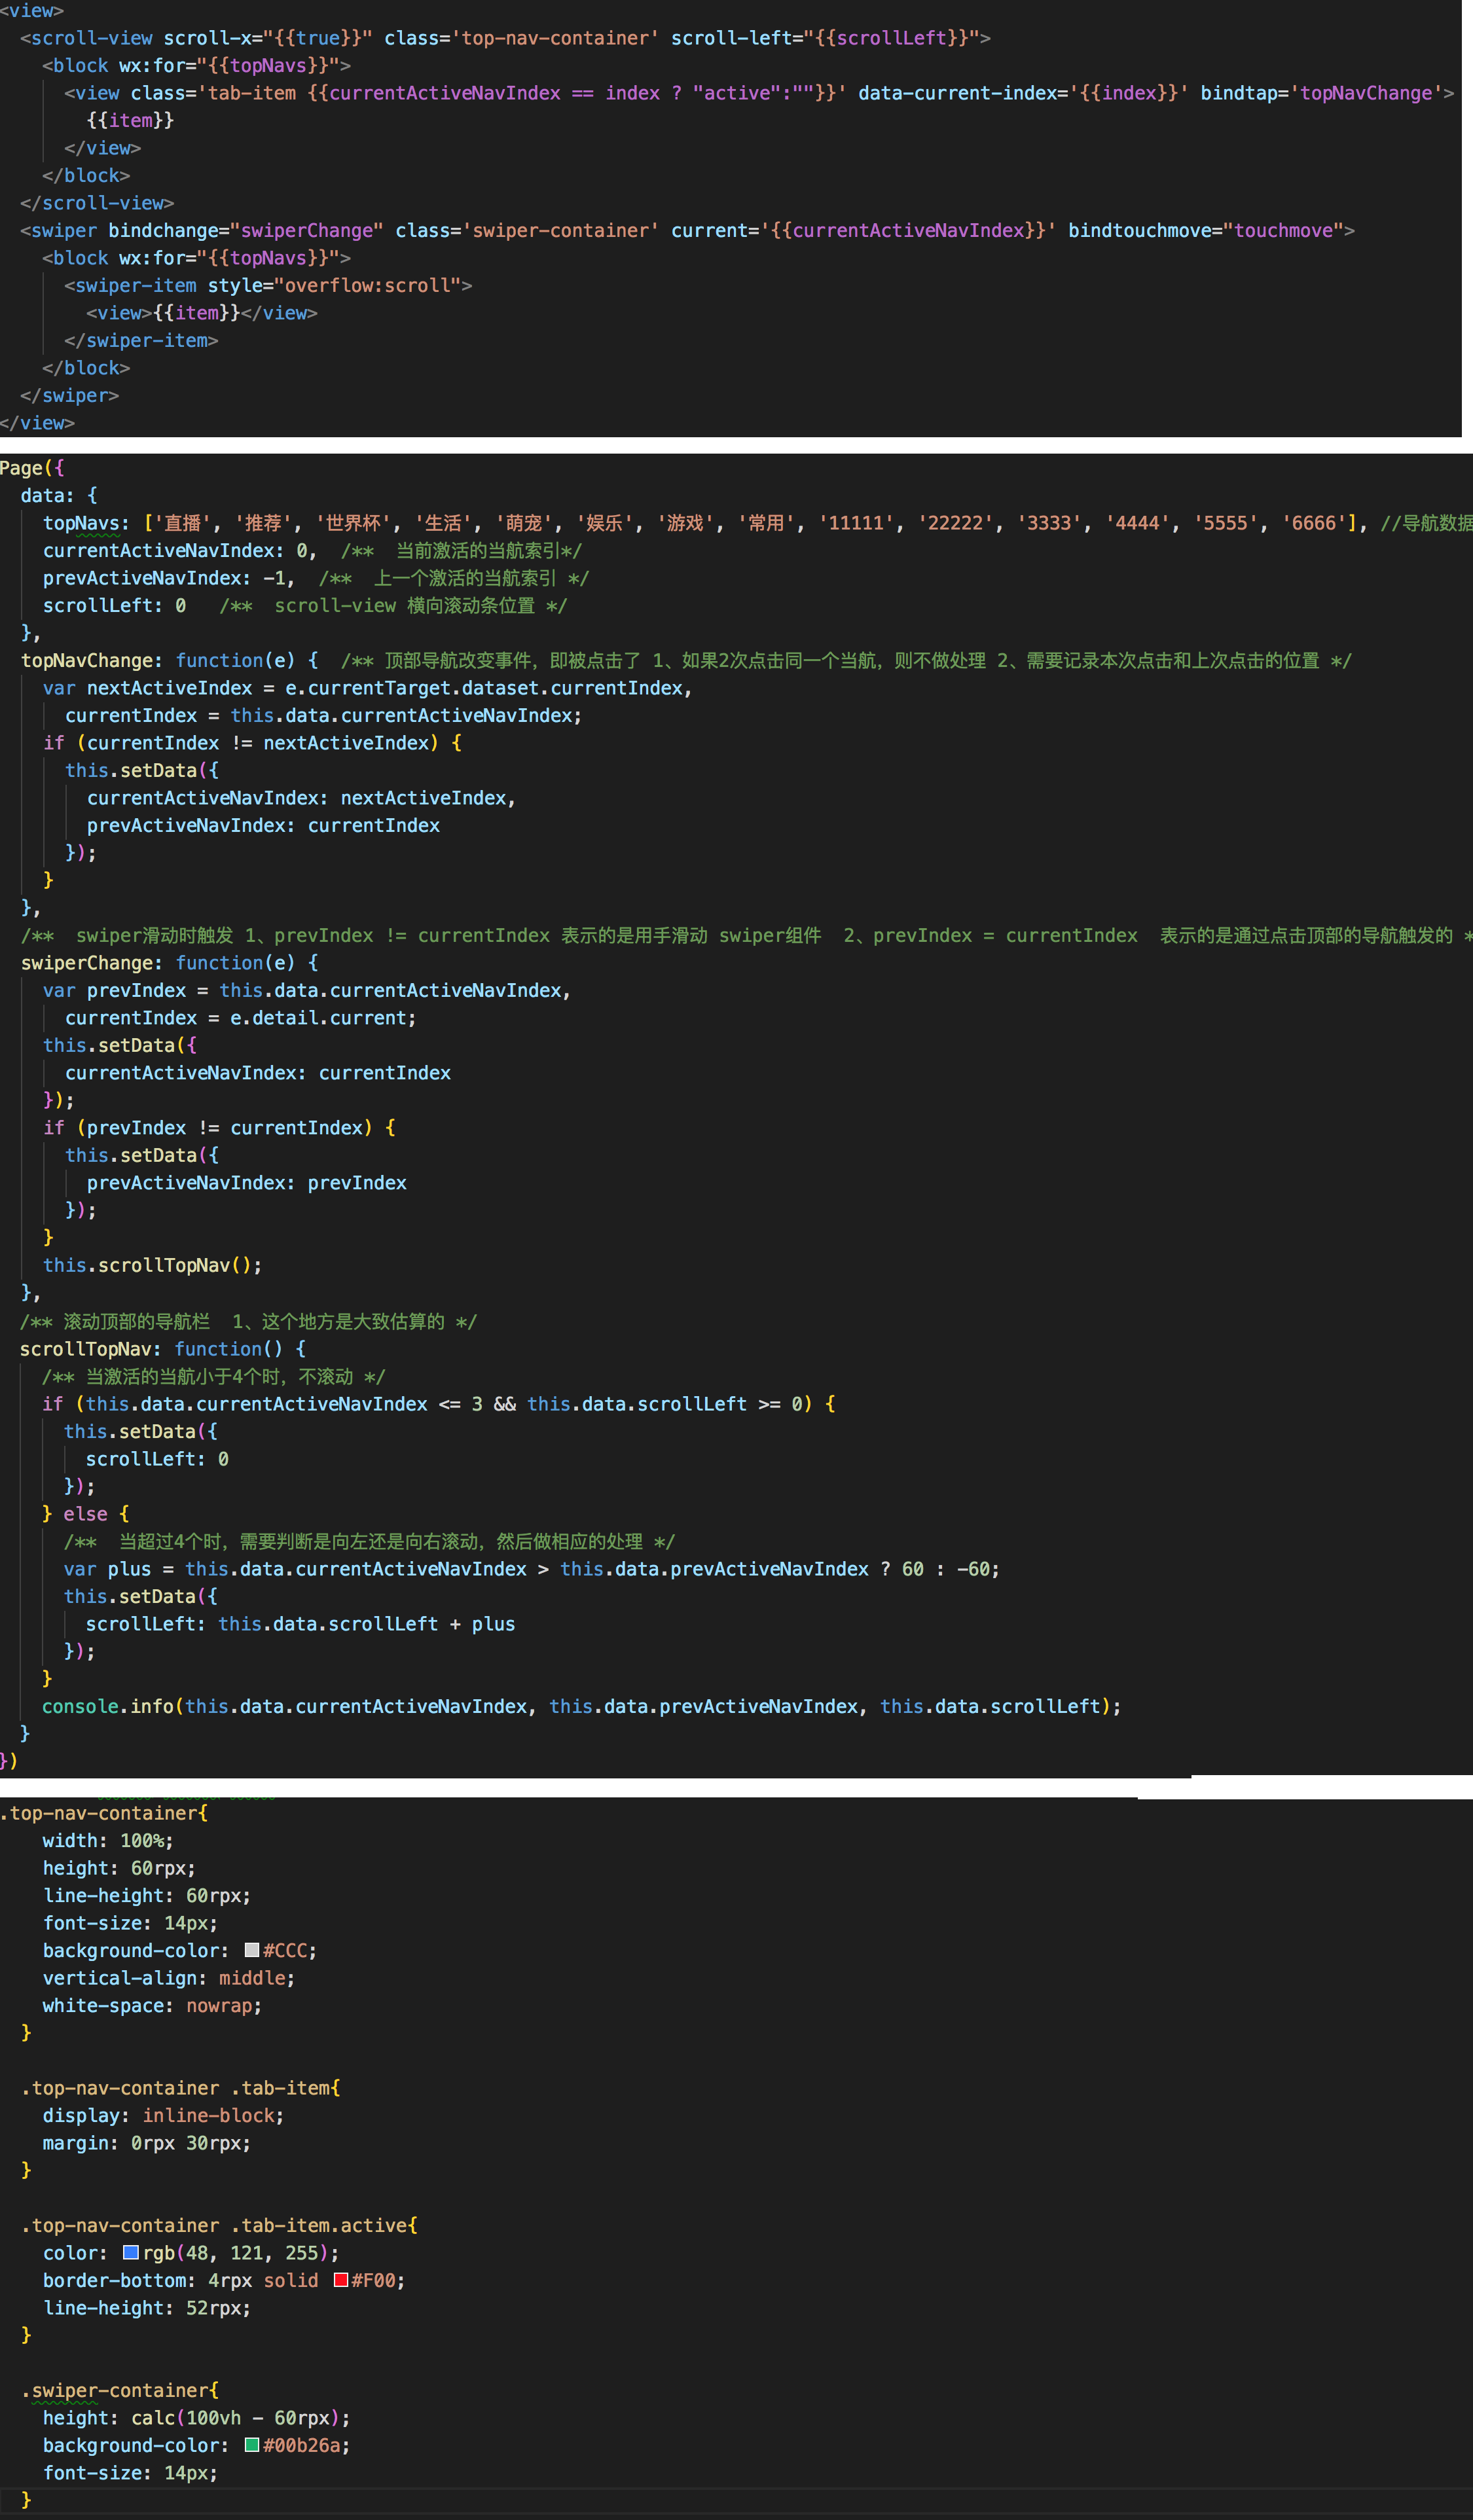 <view>
<scroll-view scroll-x="{{true}}" class='top-nav-container' scroll-left="{{scrollLeft}}">
<block wx:for="{{topNavs}}">
<view class='tab-item {{currentActiveNavIndex == index ? "active":""}}' data-current-index='{{index}}' bindtap='topNavChange'>
{{item}}
</view>
</block>
</scroll-view>
<swiper bindchange="swiperChange" class='swiper-container' current='{{currentActiveNavIndex}}' bindtouchmove="touchmove">
<block wx:for="{{topNavs}}">
<swiper-item style="overflow:scroll">
<view>{{item}}</view>
</swiper-item>
</block>
</swiper>
</view>
Page({
data: {
topNavs: ['直播', '推荐', '世界杯', '生活', '萌宠', '娱乐', '游戏', '常用', '11111', '22222', '3333', '4444', '5555', '6666'], //导航数据
currentActiveNavIndex: 0, /** 当前激活的当航索引*/
prevActiveNavIndex: -1, /** 上一个激活的当航索引 */
scrollLeft: 0 /** scroll-view 横向滚动条位置 */
},
topNavChange: function(e) { /** 顶部导航改变事件，即被点击了 1、如果2次点击同一个当航，则不做处理 2、需要记录本次点击和上次点击的位置 */
var nextActiveIndex = e.currentTarget.dataset.currentIndex,
currentIndex = this.data.currentActiveNavIndex;
if (currentIndex != nextActiveIndex) {
this.setData({
currentActiveNavIndex: nextActiveIndex,
prevActiveNavIndex: currentIndex
});
}
},
/** swiper滑动时触发 1、prevIndex != currentIndex 表示的是用手滑动 swiper组件 2、prevIndex = currentIndex 表示的是通过点击顶部的导航触发的 *
swiperChange: function(e) {
var prevIndex = this.data.currentActiveNavIndex,
currentIndex = e.detail.current;
this.setData({
currentActiveNavIndex: currentIndex
});
if (prevIndex != currentIndex) {
this.setData({
prevActiveNavIndex: prevIndex
});
}
this.scrollTopNav();
},
/** 滚动顶部的导航栏 1、这个地方是大致估算的 */
scrollTopNav: function() {
/** 当激活的当航小于4个时，不滚动 */
if (this.data.currentActiveNavIndex <= 3 && this.data.scrollLeft >= 0) {
this.setData({
scrollLeft: 0
});
} else {
/** 当超过4个时，需要判断是向左还是向右滚动，然后做相应的处理 */
var plus = this.data.currentActiveNavIndex > this.data.prevActiveNavIndex ? 60 : -60;
this.setData({
scrollLeft: this.data.scrollLeft + plus
});
}
console.info(this.data.currentActiveNavIndex, this.data.prevActiveNavIndex, this.data.scrollLeft);
}
})
.top-nav-container{
width: 100%;
height: 60rpx;
line-height: 60rpx;
font-size: 14px;
background-color: #CCC;
vertical-align: middle;
white-space: nowrap;
}
.top-nav-container .tab-item{
display: inline-block;
margin: 0rpx 30rpx;
}
.top-nav-container .tab-item.active{
color: rgb(48, 121, 255);
border-bottom: 4rpx solid #F00;
line-height: 52rpx;
}
.swiper-container{
height: calc(100vh - 60rpx);
background-color: #00b26a;
font-size: 14px;
}